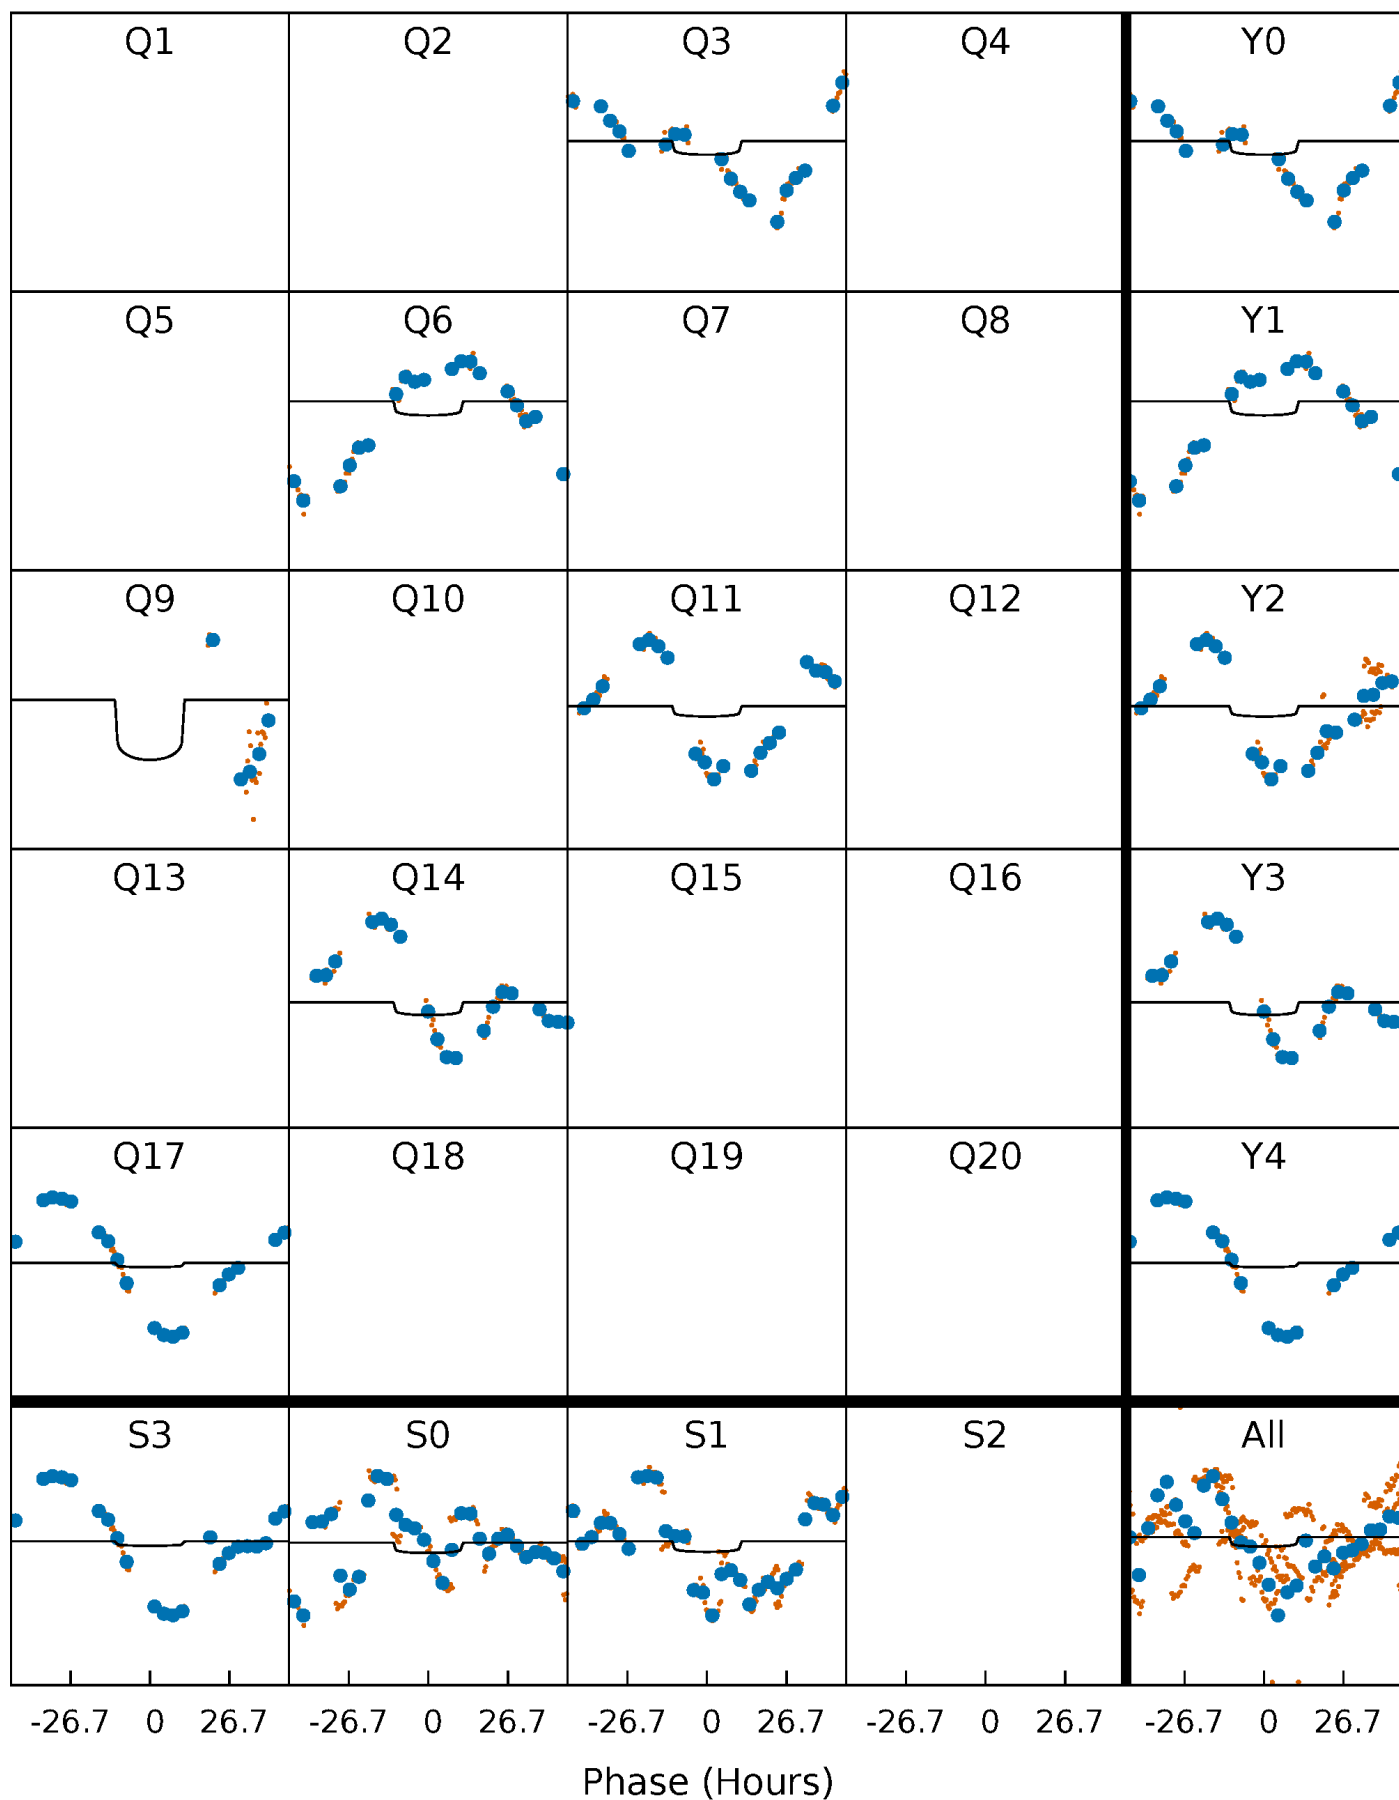 Q1 Q2 Q3 Q4 Y0
Q5 Q6 Q7 Q8 Y1
Q9 Q10 Q11 Q12 Y2
Q13 Q14 Q15 Q16 Y3
Q17 Q18 Q19 Q20 Y4
S3 S0 S1 S2 All
-26.7 0 26.7 -26.7 0 26.7 -26.7 0 26.7 -26.7 0 26.7 -26.7 0 26.7
Phase (Hours)